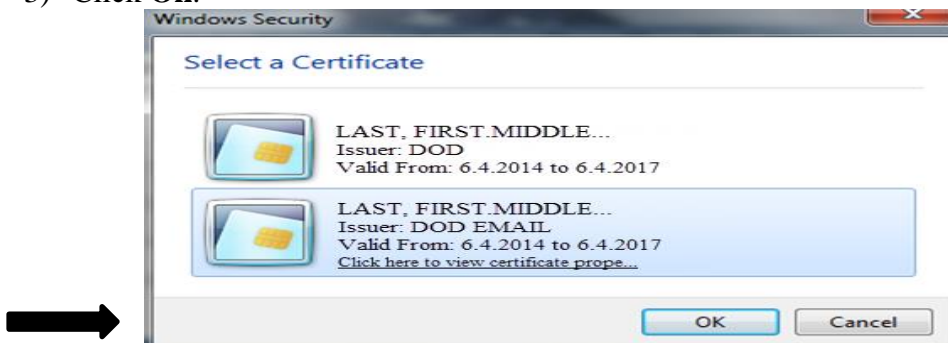 Click OK.
Windows Security
Select a Certificate
LAST, FIRST.MIDDLE...
Issuer: DOD
Valid From: 6.4.2014 to 6.4.2017
LAST, FIRST.MIDDLE...
Issuer: DOD EMAIL
Valid From: 6.4.2014 to 6.4.2017
Click here to view certificate prope...
OK
Cancel